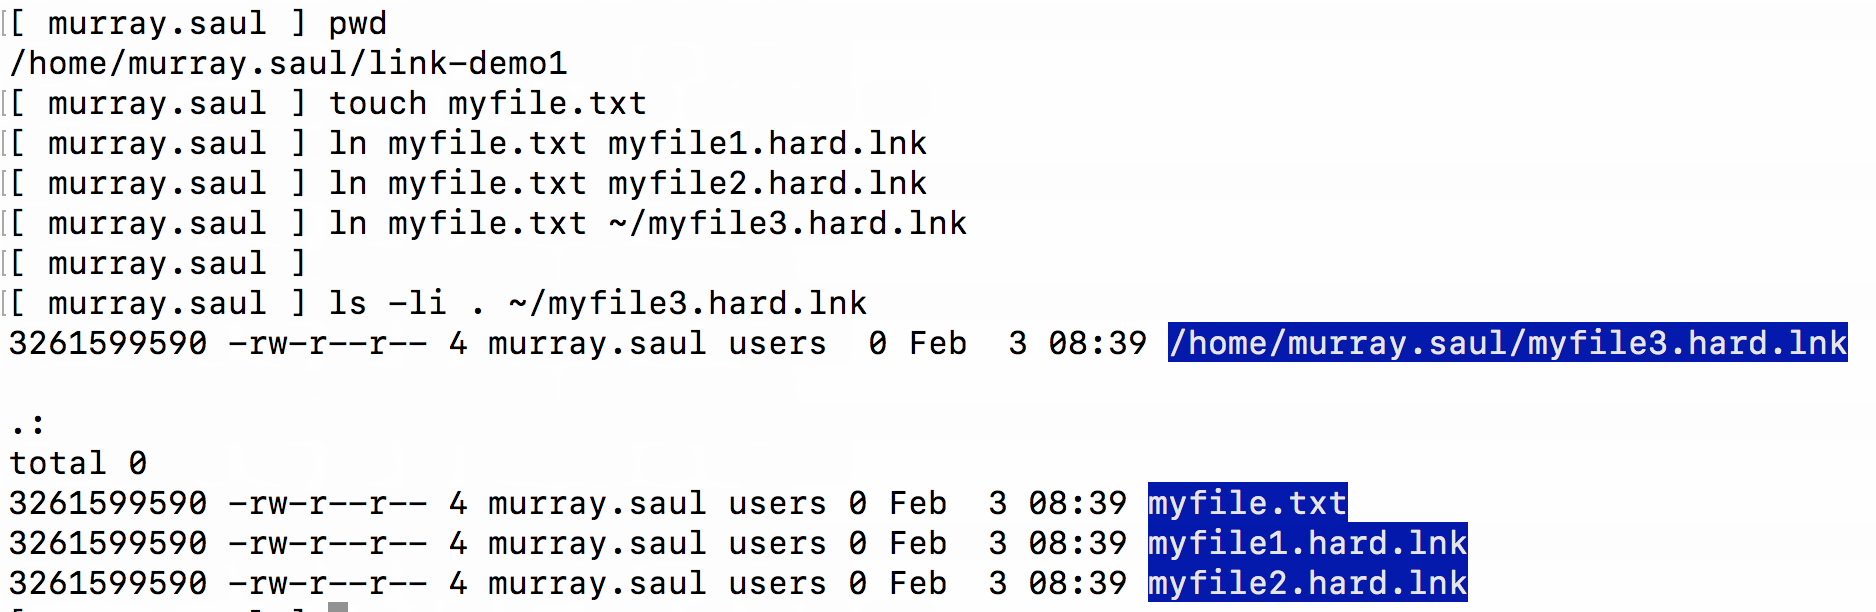 [ murray.saul ] pwd
/home/murray.saul/link-demo1
[ murray.saul ] touch myfile.txt
[ murray.saul ] ln myfile.txt myfile1.hard.lnk
[ murray.saul ] ln myfile.txt myfile2.hard.lnk
[ murray.saul ] ln myfile.txt ~/myfile3.hard.lnk
[ murray.saul ]
[ murray.saul ] ls -li . ~/myfile3.hard.lnk
3261599590 -rw-r--r-- 4 murray.saul users  0 Feb  3 08:39 /home/murray.saul/myfile3.hard.lnk
.:
total 0
3261599590 -rw-r--r-- 4 murray.saul users 0 Feb  3 08:39 myfile.txt
3261599590 -rw-r--r-- 4 murray.saul users 0 Feb  3 08:39 myfile1.hard.lnk
3261599590 -rw-r--r-- 4 murray.saul users 0 Feb  3 08:39 myfile2.hard.lnk